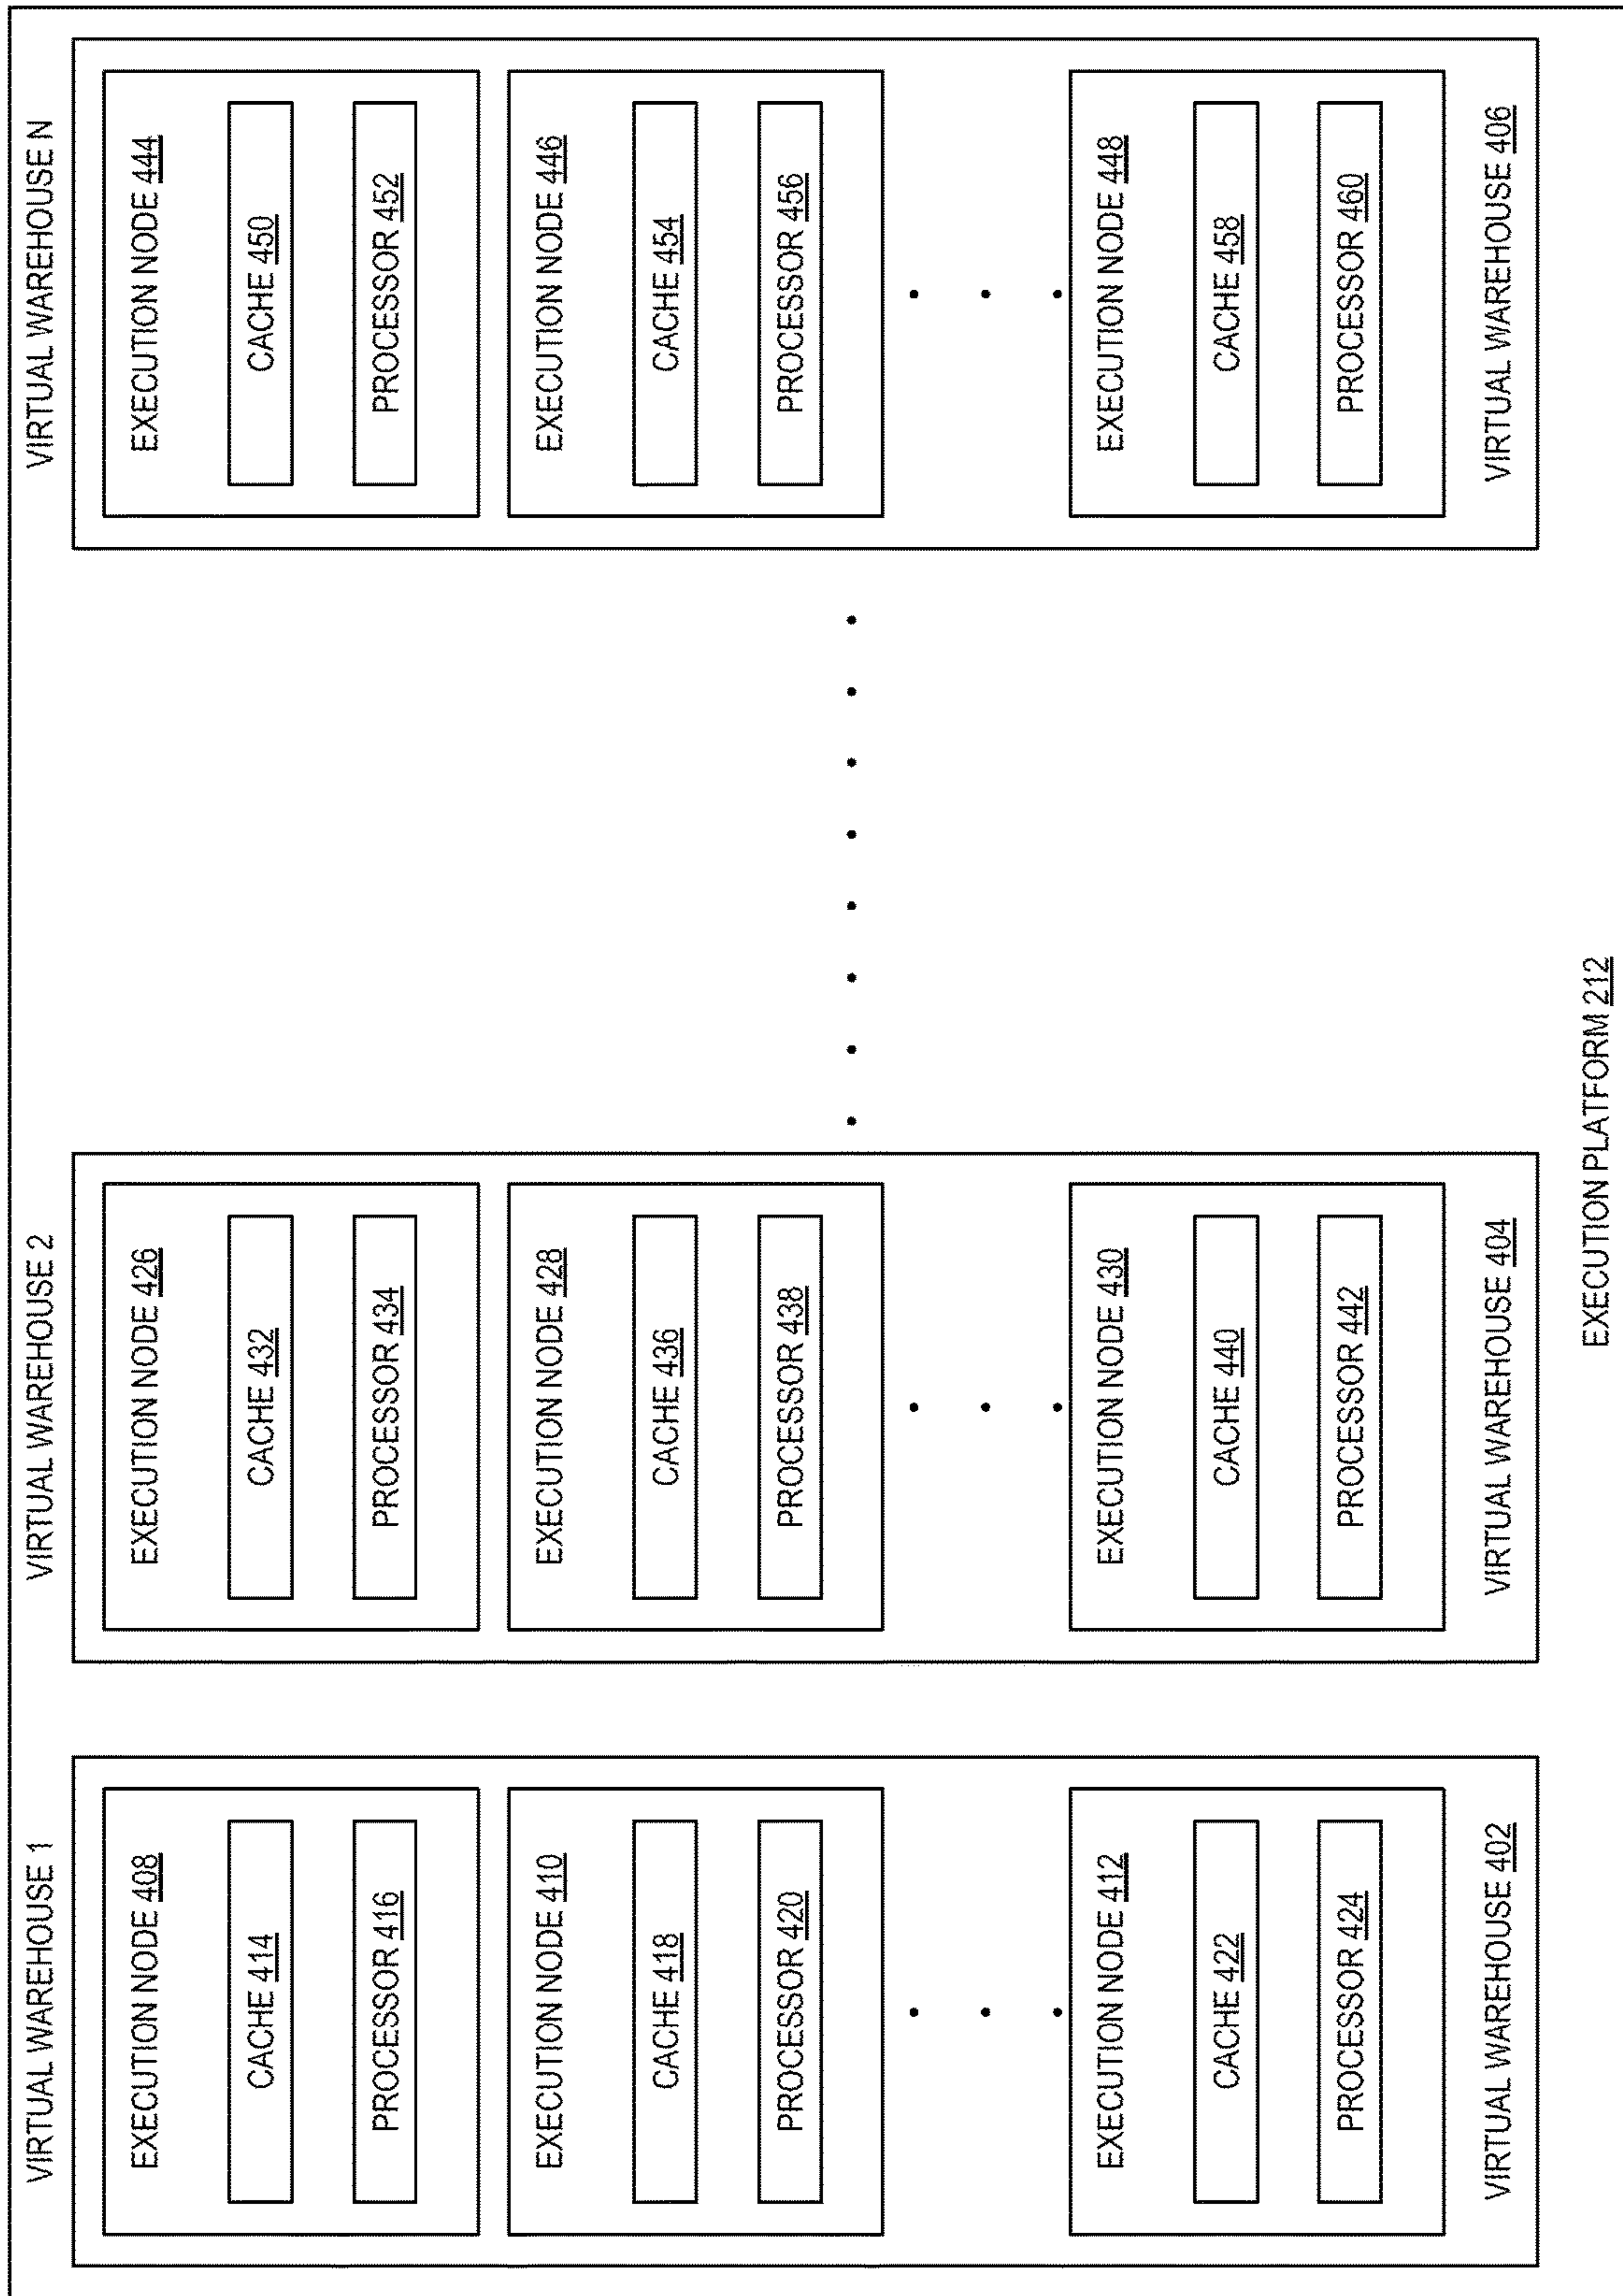 VIRTUAL WAREHOUSE 1
EXECUTION NODE 408
CACHE 414
PROCESSOR 416
EXECUTION NODE 410
CACHE 418
PROCESSOR 420
EXECUTION NODE 412
CACHE 422
PROCESSOR 424
VIRTUAL WAREHOUSE 402
VIRTUAL WAREHOUSE 2
EXECUTION NODE 426
CACHE 432
PROCESSOR 434
EXECUTION NODE 428
CACHE 436
PROCESSOR 438
EXECUTION NODE 430
CACHE 440
PROCESSOR 442
VIRTUAL WAREHOUSE 404
VIRTUAL WAREHOUSE N
EXECUTION NODE 444
CACHE 450
PROCESSOR 452
EXECUTION NODE 446
CACHE 454
PROCESSOR 456
EXECUTION NODE 448
CACHE 458
PROCESSOR 460
VIRTUAL WAREHOUSE 406
EXECUTION PLATFORM 212